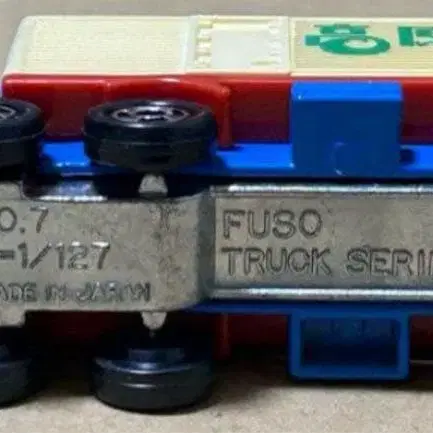 O.7
=1/127
ADE IN JAPAN
FUSO
TRUCK SERI